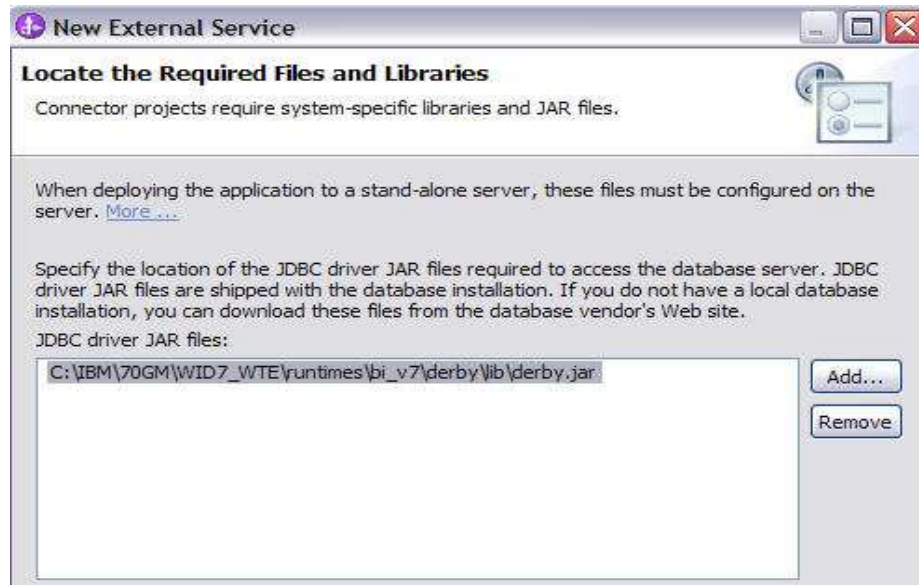 New External Service
Locate the Required Files and Libraries
Connector projects require system-specific libraries and JAR files.
When deploying the application to a stand-alone server, these files must be configured on the
server. More ...
Specify the location of the JDBC driver JAR files required to access the database server. JDBC
driver JAR files are shipped with the database installation. If you do not have a local database
installation, you can download these files from the database vendor's Web site.
JDBC driver JAR files:
C:\IBM\70GM\WID7_WTE\runtimes\bi_v7\derby\lib\derby.jar
Add...
Remove